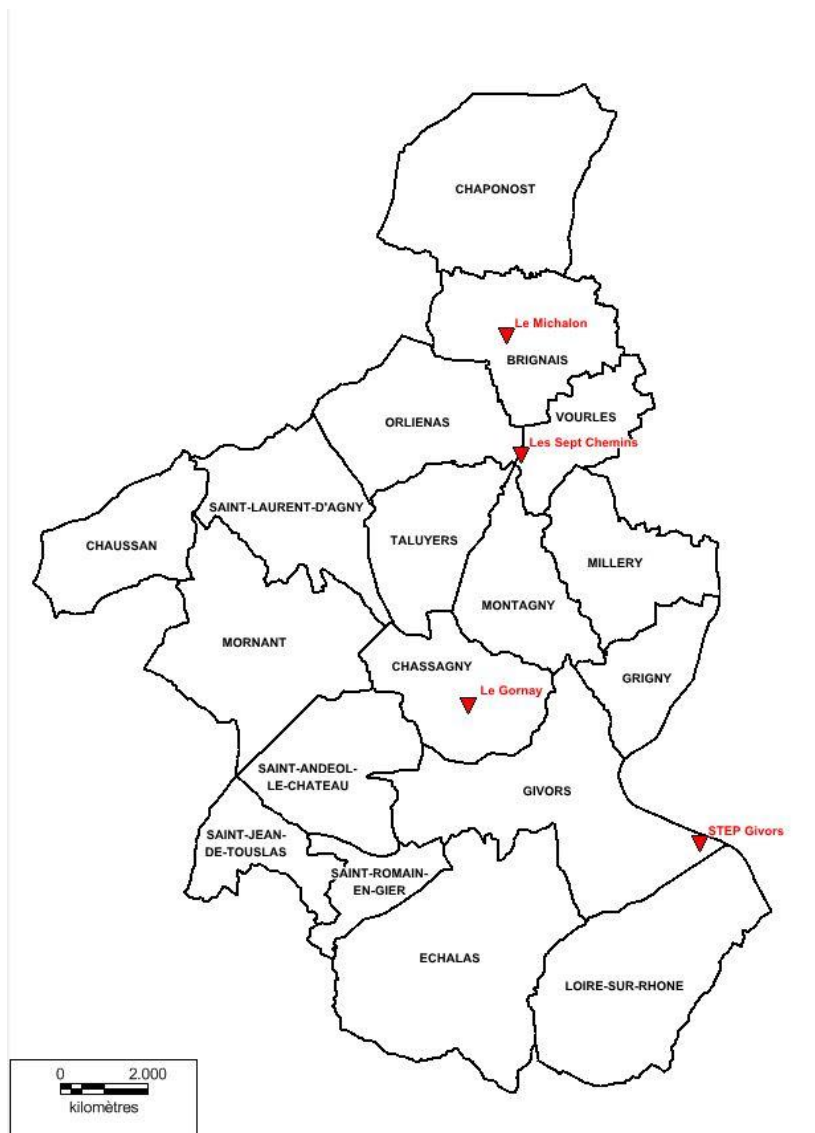 CHAPONOST
Le Michalon
BRIGNAIS
VOURLES
ORLIENAS
Les Sept Chemins
SAINT-LAURENT-D'AGNY
CHAUSSAN
TALUYERS
MILLERY
MONTAGNY
MORNANT
CHASSAGNY
GRIGNY
Le Gornay
SAINT-ANDEOL-
LE-CHATEAU
GIVORS
STEP Givors
SAINT-JEAN-
DE-TOUSLAS
SAINT-ROMAIN-
EN-GIER
ECHALAS
LOIRE-SUR-RHONE
0 2.000
kilomètres